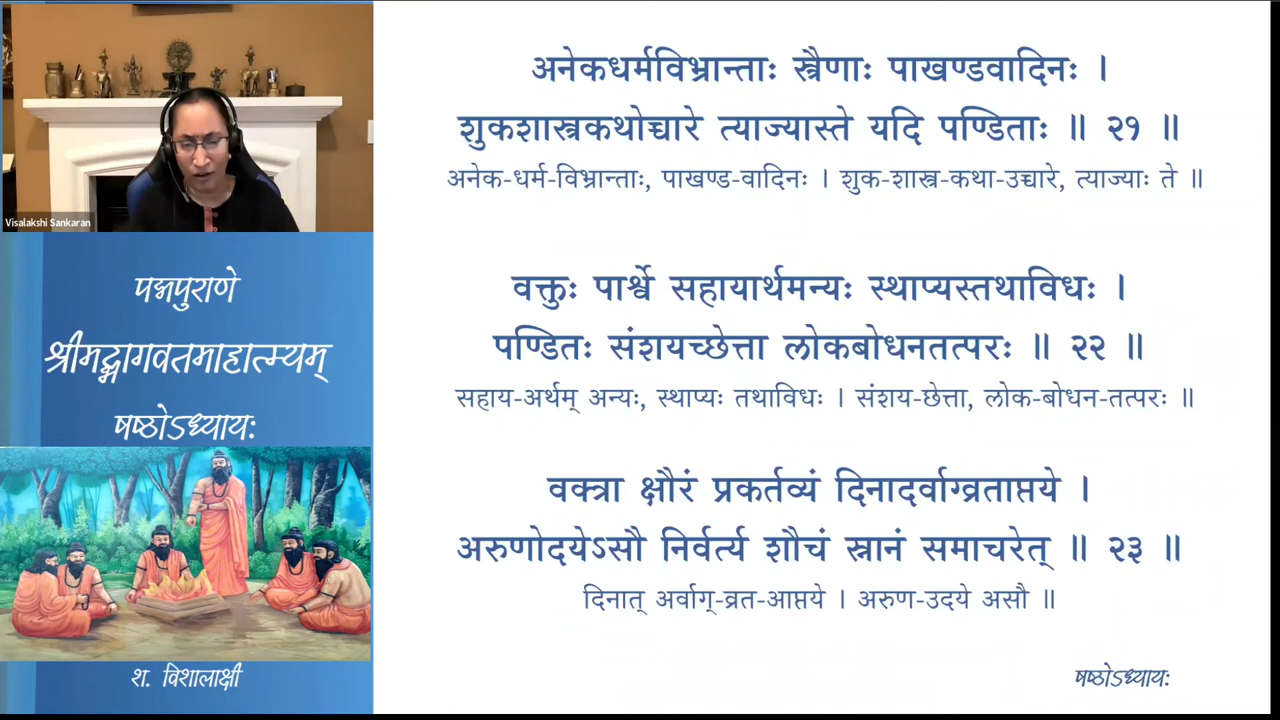 Visalakshi Sankaran
पद्मपुराणे
श्रीमद्भागवतमाहात्म्यम्
षष्ठोऽध्यायः
श. विशालाक्षी
अनेकधर्मविभ्रान्ताः स्त्रैणाः पाखण्डवादिनः ।
शुकशास्त्रकथोच्चारे त्याज्यास्ते यदि पण्डिताः ॥ २१ ॥
अनेक-धर्म-विभ्रान्ताः, पाखण्ड-वादिनः । शुक-शास्त्र-कथा-उच्चारे, त्याज्याः ते ॥
वक्तुः पार्श्वे सहायार्थमन्यः स्थाप्यस्तथाविधः ।
पण्डितः संशयच्छेत्ता लोकबोधनतत्परः ॥ २२ ॥
सहाय-अर्थम् अन्यः, स्थाप्यः तथाविधः । संशय-छेत्ता, लोक-बोधन-तत्परः ॥
वक्त्रा क्षौरं प्रकर्तव्यं दिनादर्वाग्व्रताप्तये ।
अरुणोदयेऽसौ निर्वर्त्य शौचं स्नानं समाचरेत् ॥ २३ ॥
दिनात् अर्वाग्-व्रत-आप्तये । अरुण-उदये असौ ॥
षष्ठोऽध्यायः